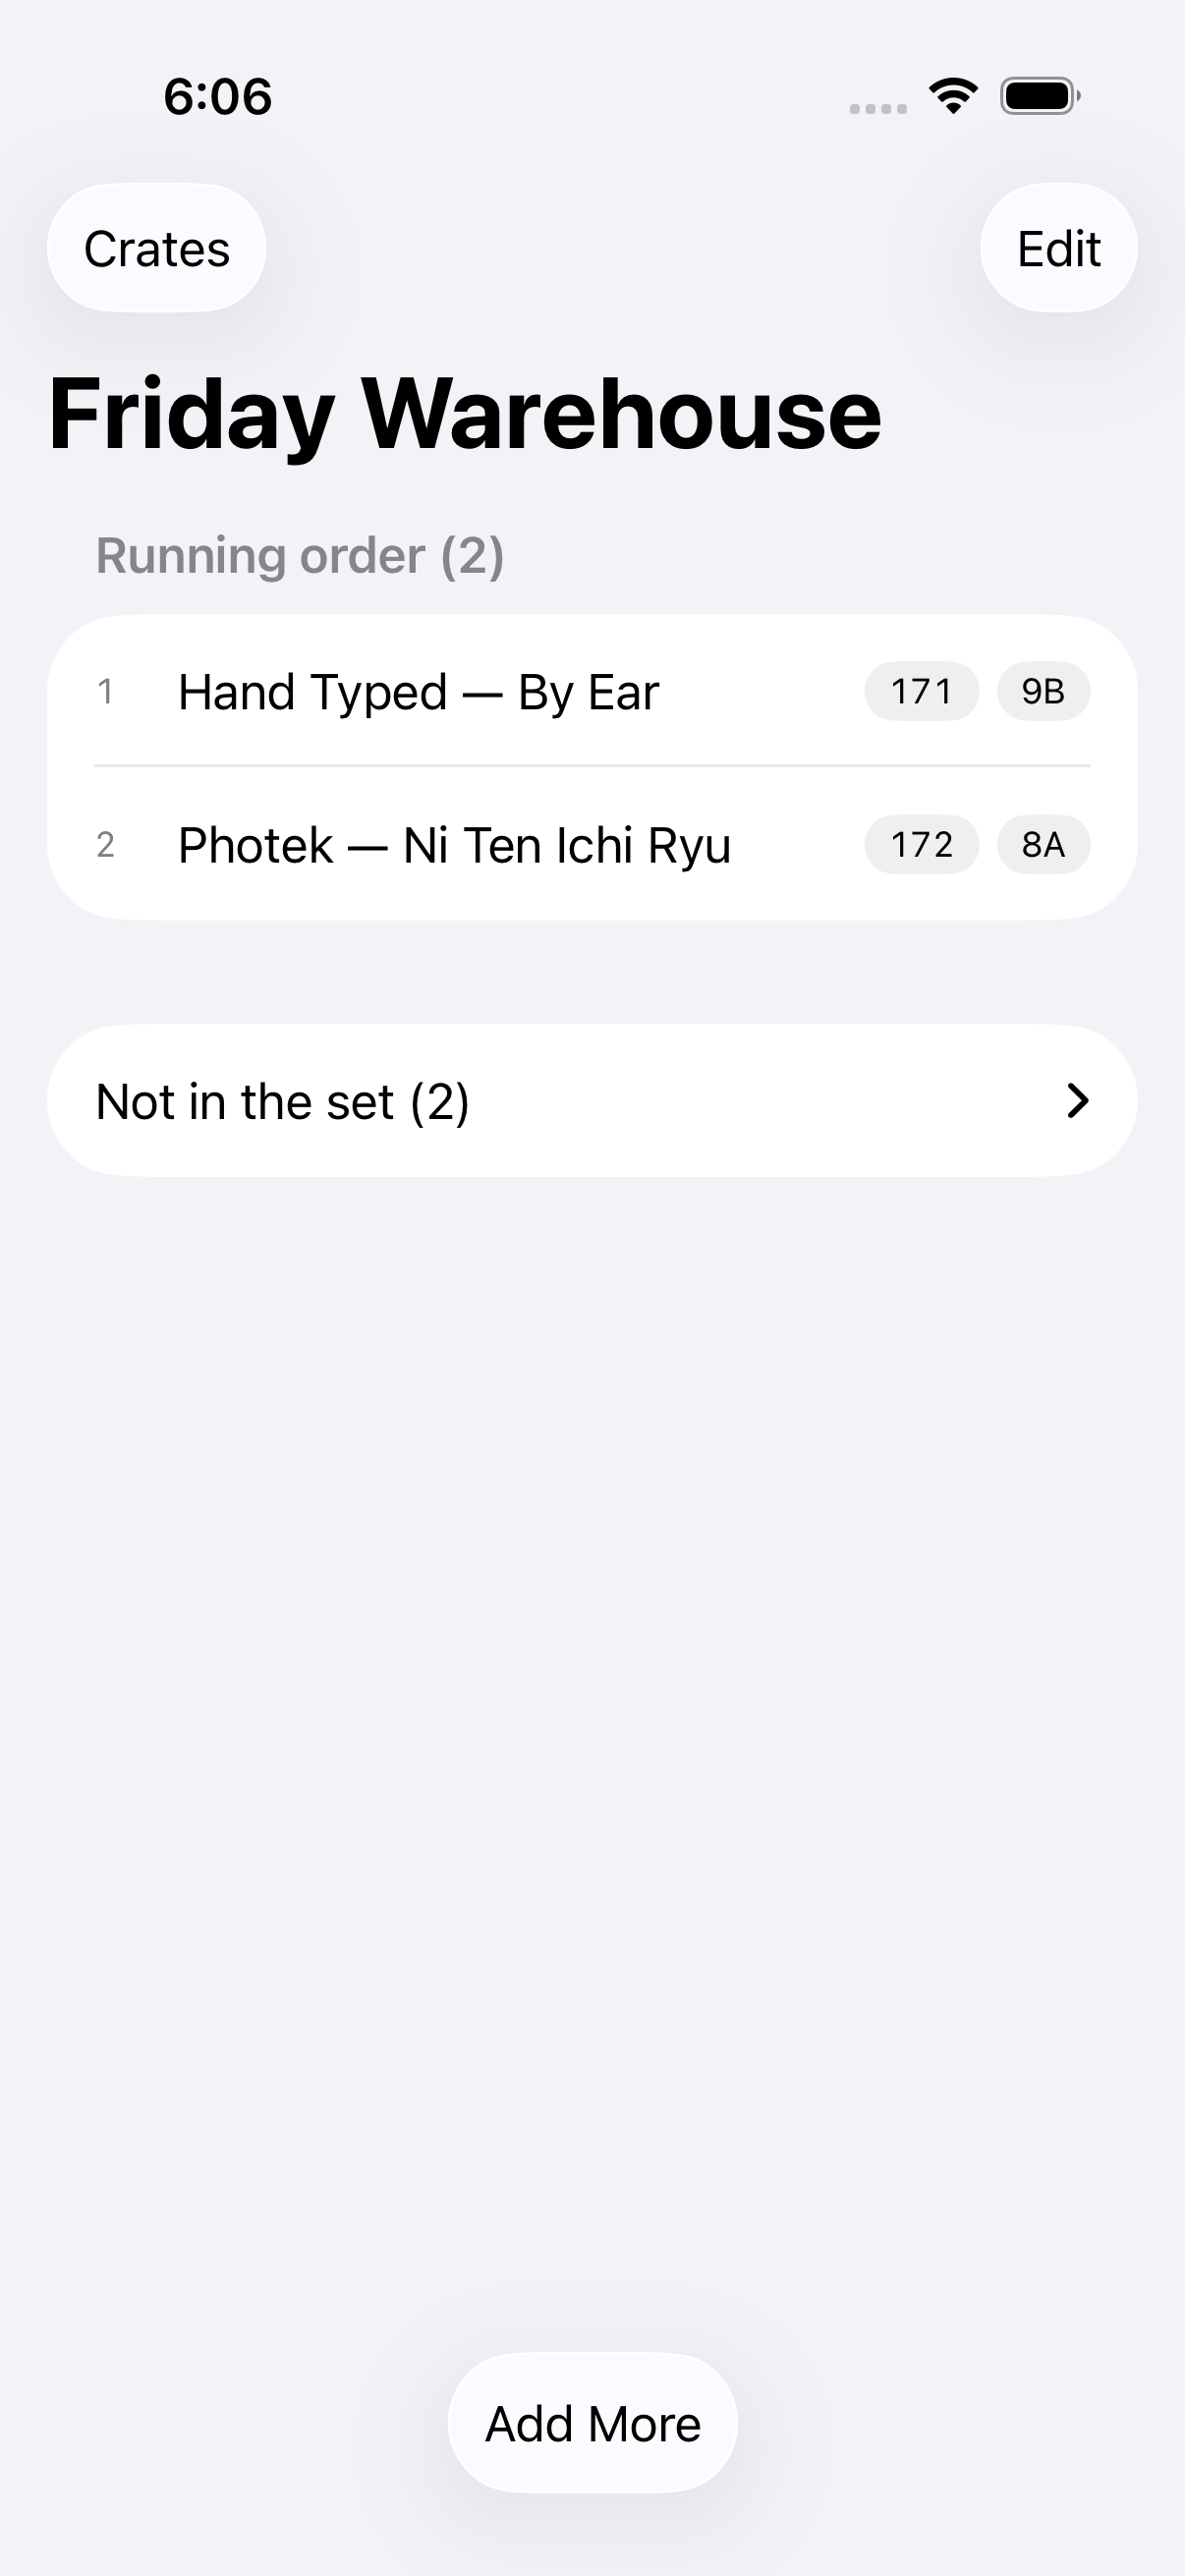 6:06
Crates
Edit
Friday Warehouse
Running order (2)
1 Hand Typed — By Ear 171 9B
2 Photek — Ni Ten Ichi Ryu 172 8A
Not in the set (2)
Add More